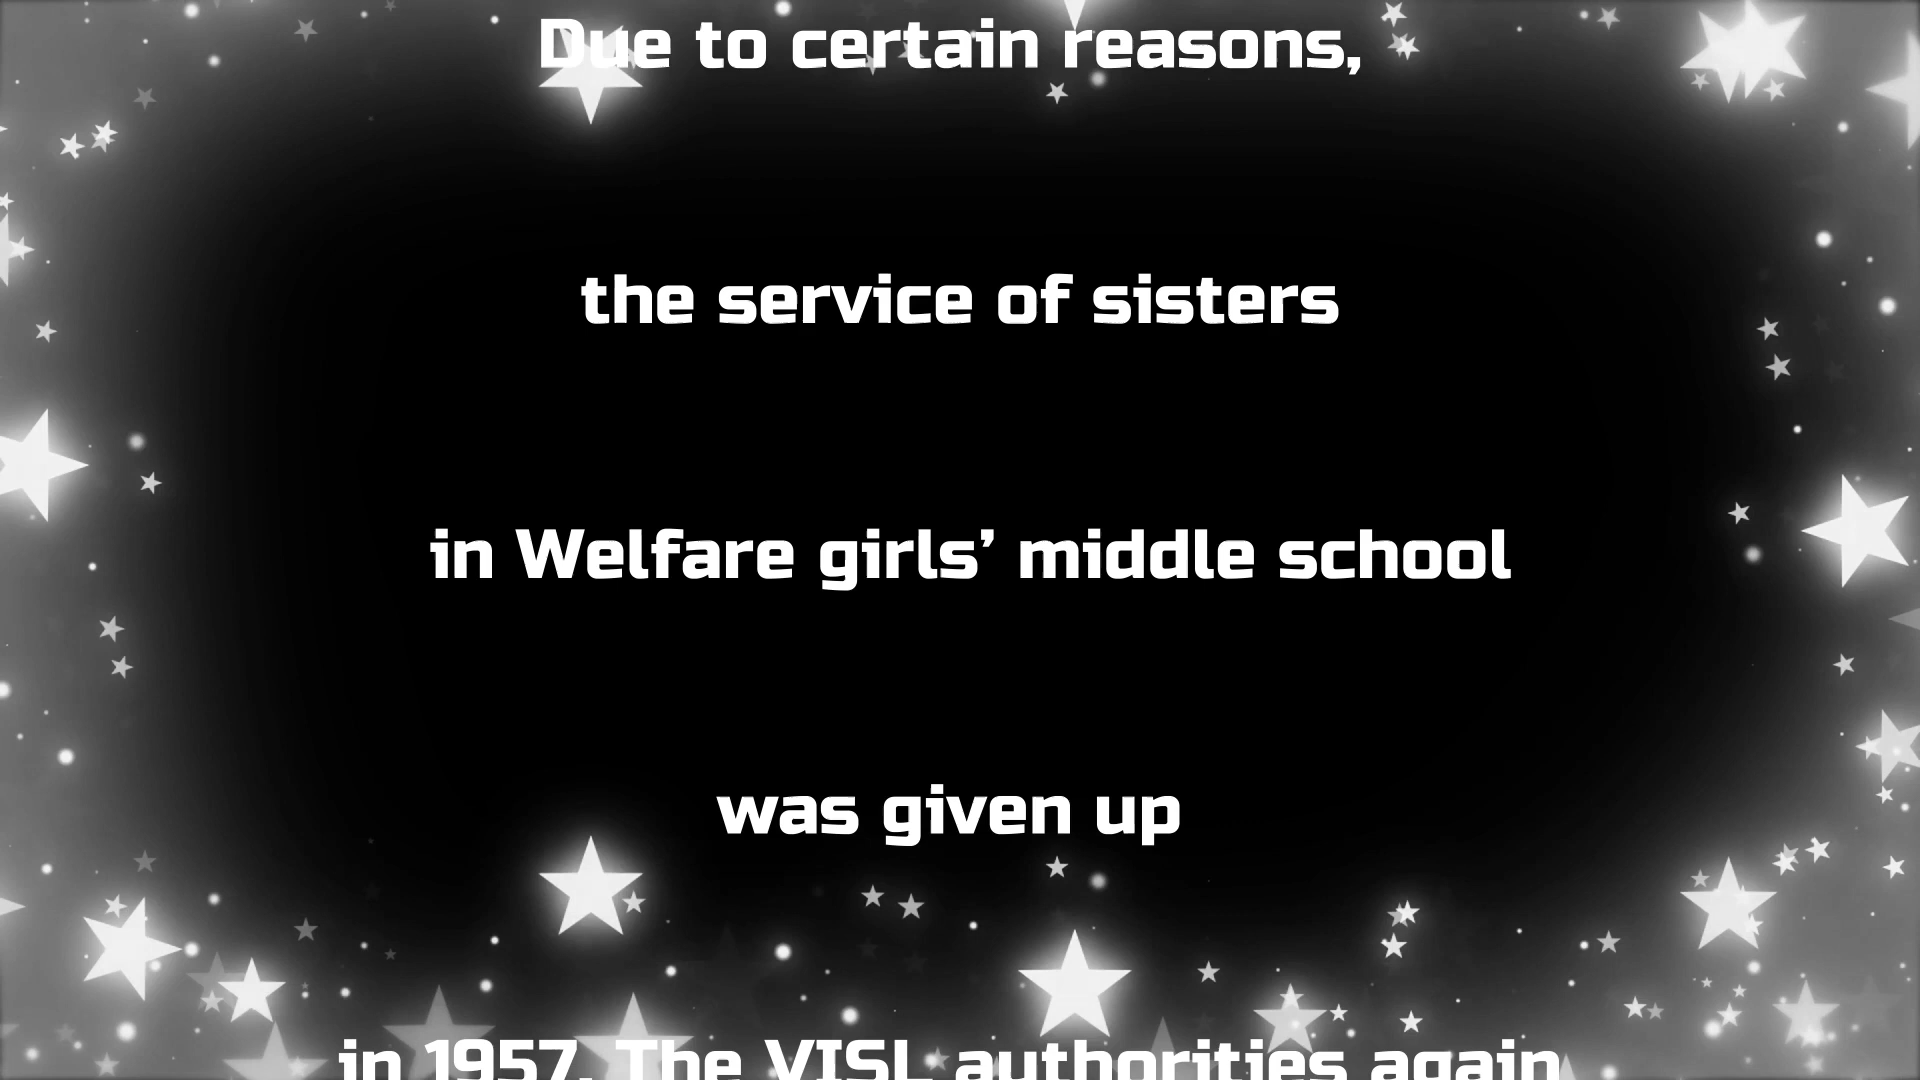 Due to certain reasons,
the service of sisters
in Welfare girls’ middle school
was given up
in 1957. The VISL authorities again